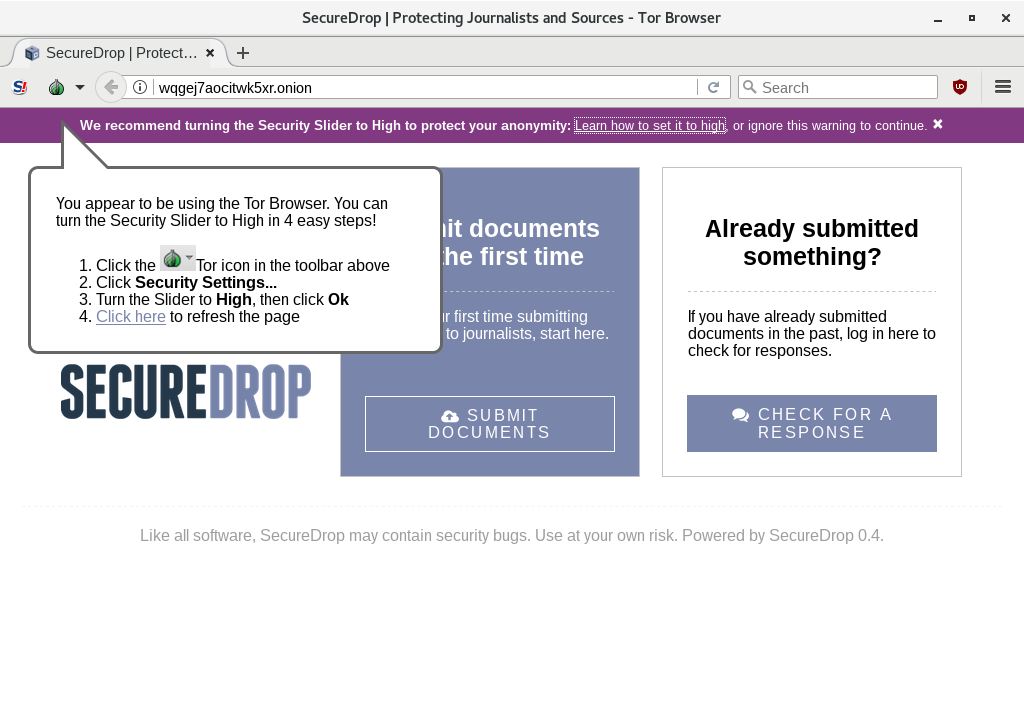 SecureDrop | Protecting Journalists and Sources - Tor Browser
SecureDrop | Protect…
S!
wqgej7aocitwk5xr.onion
Search
We recommend turning the Security Slider to High to protect your anonymity: Learn how to set it to high, or ignore this warning to continue.
You appear to be using the Tor Browser. You can
turn the Security Slider to High in 4 easy steps!
1. Click the Tor icon in the toolbar above
2. Click Security Settings...
3. Turn the Slider to High, then click Ok
4. Click here to refresh the page
SECUREDROP
documents
the first time
first time submitting
to journalists, start here.
SUBMIT
DOCUMENTS
Already submitted
something?
If you have already submitted
documents in the past, log in here to
check for responses.
CHECK FOR A
RESPONSE
Like all software, SecureDrop may contain security bugs. Use at your own risk. Powered by SecureDrop 0.4.